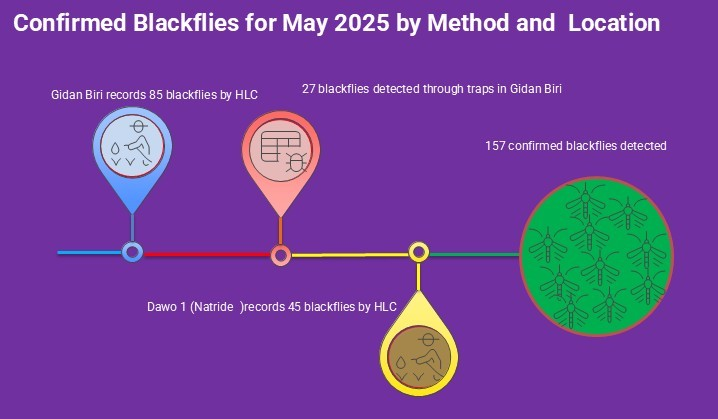 Confirmed Blackflies for May 2025 by Method and  Location
Gidan Biri records 85 blackflies by HLC
27 blackflies detected through traps in Gidan Biri
157 confirmed blackflies detected
Dawo 1 (Natride  )records 45 blackflies by HLC